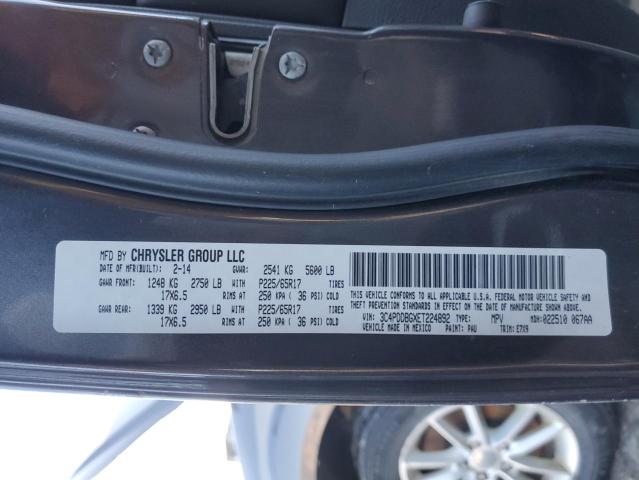 MFD BY CHRYSLER GROUP LLC
DATE OF MFR(BUILT): 2-14 GVWR: 2541 KG 5600 LB
GAWR FRONT: 1248 KG 2750 LB P225/65R17 TIRES
17X6.5 RIMS AT 250 KPA ( 36 PSI) COLD
GAWR REAR: 1339 KG 2950 LB P225/65R17 TIRES
17X6.5 RIMS AT 250 KPA ( 36 PSI) COLD
THIS VEHICLE CONFORMS TO ALL APPLICABLE U.S.A. FEDERAL MOTOR VEHICLE SAFETY AND
THEFT PREVENTION STANDARDS IN EFFECT ON THE DATE OF MANUFACTURE SHOWN ABOVE.
VIN: 3C4PDDBGXET224892 TYPE: MPV MDH: 022510 067AA
MADE IN MEXICO PAINT: PAU TRIM: E7X9